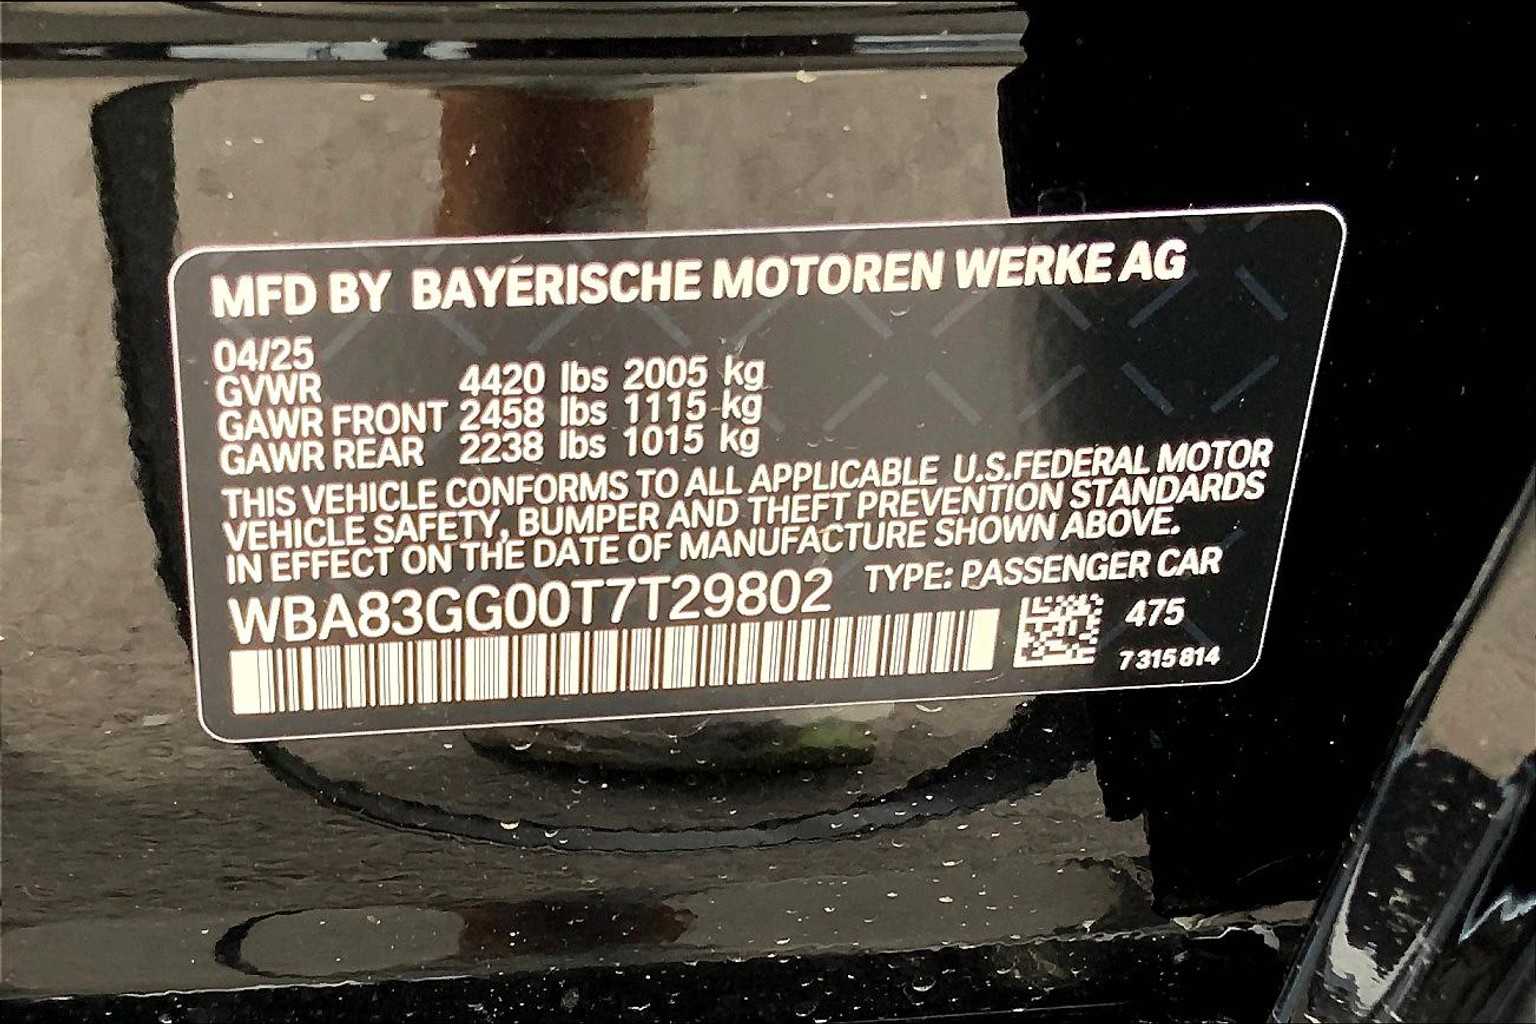 MFD BY BAYERISCHE MOTOREN WERKE AG
04/25
GVWR 4420 lbs 2005 kg
GAWR FRONT 2458 lbs 1115 kg
GAWR REAR 2238 lbs 1015 kg
THIS VEHICLE CONFORMS TO ALL APPLICABLE U.S.FEDERAL MOTOR
VEHICLE SAFETY, BUMPER AND THEFT PREVENTION STANDARDS
IN EFFECT ON THE DATE OF MANUFACTURE SHOWN ABOVE.
WBA83GG00T7T29802 TYPE: PASSENGER CAR
475
7 315 814